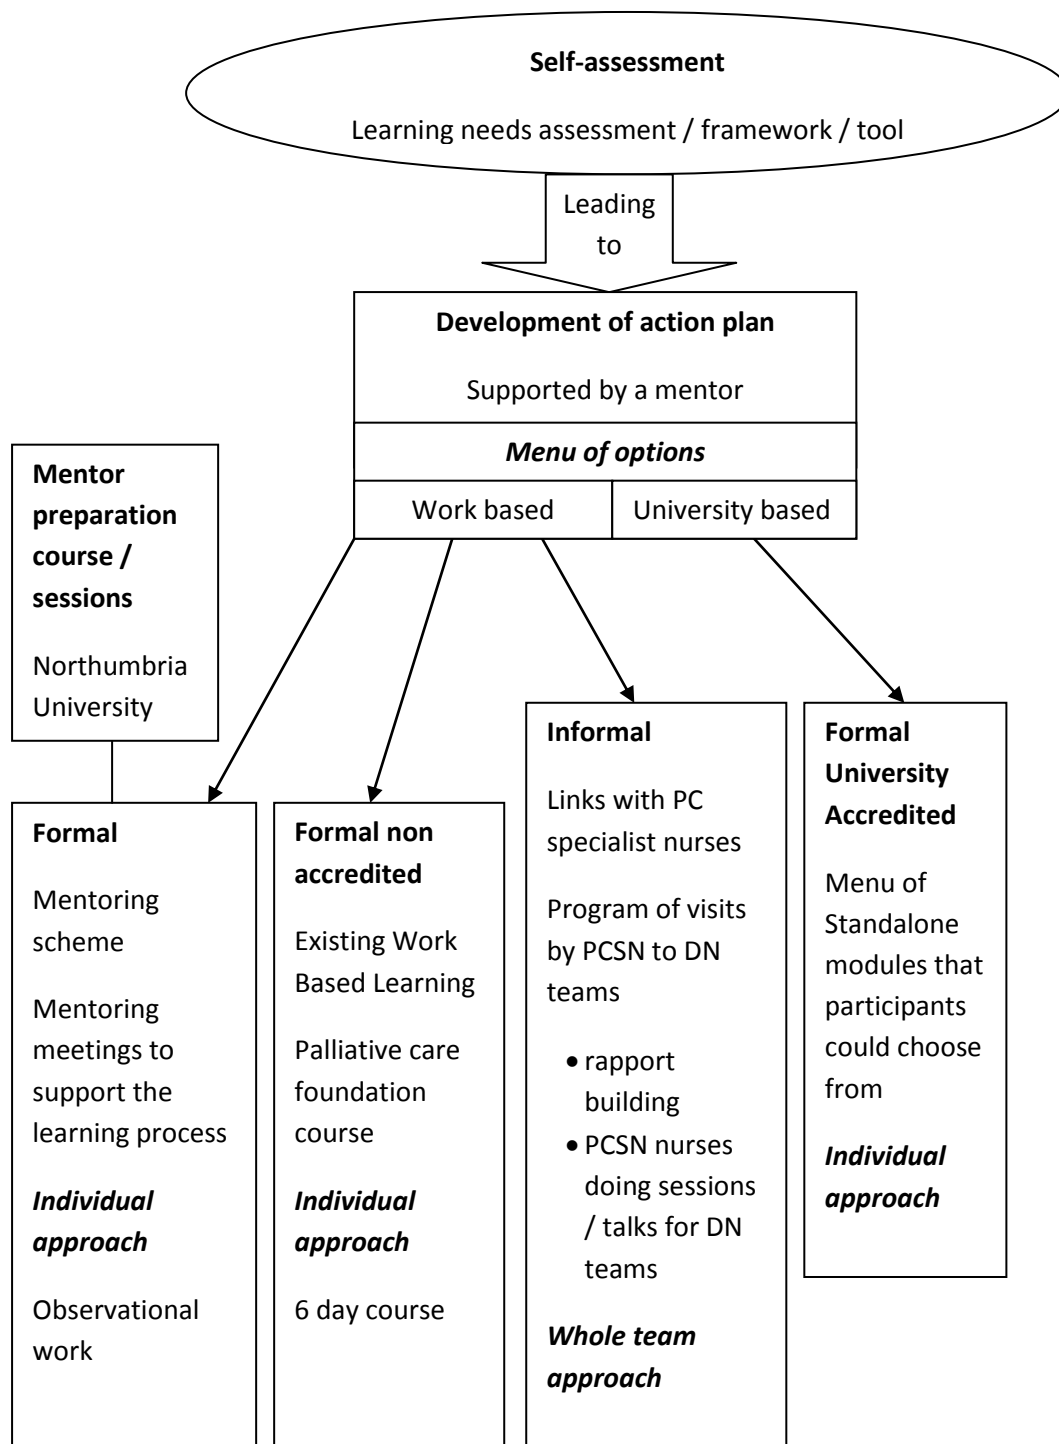 Self-assessment
Learning needs assessment / framework / tool
Leading
to
Development of action plan
Supported by a mentor
Menu of options
Work based
University based
Mentor
preparation
course /
sessions
Northumbria
University
Formal
Mentoring
scheme
Mentoring
meetings to
support the
learning process
Individual
approach
Observational
work
Formal non
accredited
Existing Work
Based Learning
Palliative care
foundation
course
Individual
approach
6 day course
Informal
Links with PC
specialist nurses
Program of visits
by PCSN to DN
teams
• rapport
building
• PCSN nurses
doing sessions
/ talks for DN
teams
Whole team
approach
Formal
University
Accredited
Menu of
Standalone
modules that
participants
could choose
from
Individual
approach